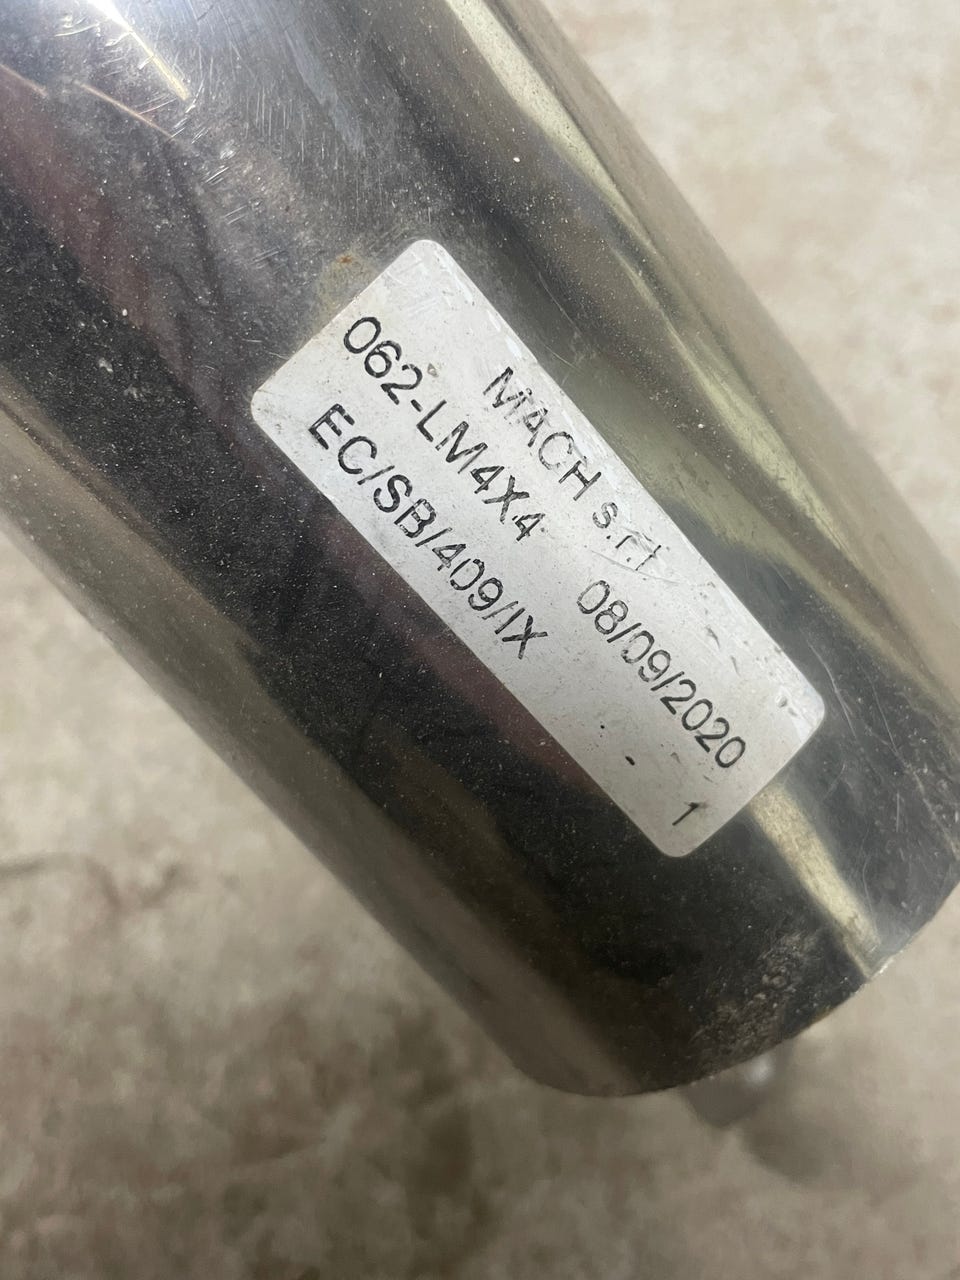 MACH s.r.l
062-LM4X4 08/09/2020
EC/SB/409/IX 1